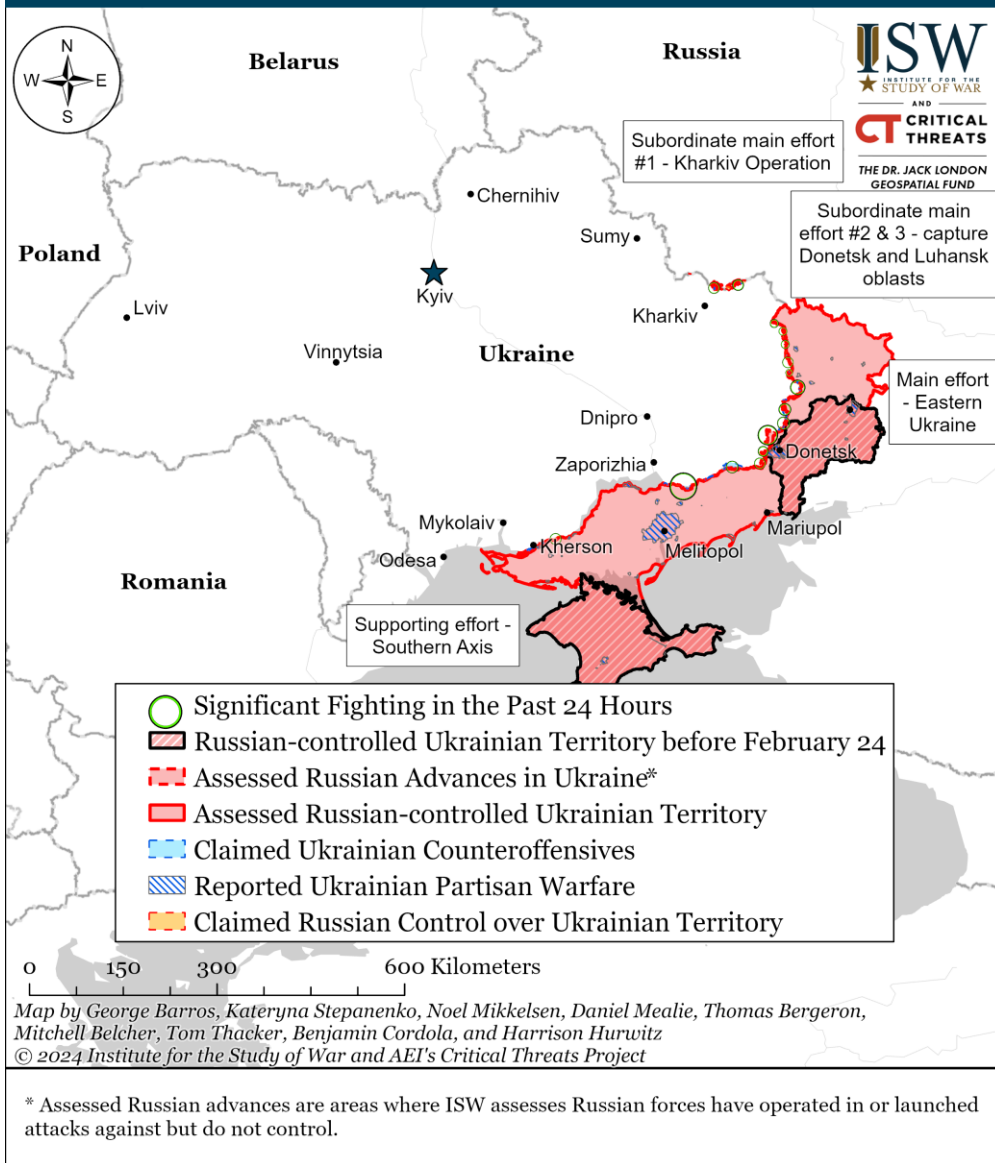 N
W
E
S
Belarus
Russia
ISW
INSTITUTE FOR THE
STUDY OF WAR
AND
CT CRITICAL
THREATS
THE DR. JACK LONDON
GEOSPATIAL FUND
Subordinate main effort
#1 - Kharkiv Operation
Subordinate main
effort #2 & 3 - capture
Donetsk and Luhansk
oblasts
Chernihiv
Sumy
Poland
Kyiv
Lviv
Kharkiv
Vinnytsia
Ukraine
Main effort
- Eastern
Ukraine
Dnipro
Donetsk
Zaporizhia
Mykolaiv
Mariupol
Kherson
Odesa
Melitopol
Romania
Supporting effort -
Southern Axis
Significant Fighting in the Past 24 Hours
Russian-controlled Ukrainian Territory before February 24
Assessed Russian Advances in Ukraine*
Assessed Russian-controlled Ukrainian Territory
Claimed Ukrainian Counteroffensives
Reported Ukrainian Partisan Warfare
Claimed Russian Control over Ukrainian Territory
0 150 300 600 Kilometers
Map by George Barros, Kateryna Stepanenko, Noel Mikkelsen, Daniel Mealie, Thomas Bergeron,
Mitchell Belcher, Tom Thacker, Benjamin Cordola, and Harrison Hurwitz
© 2024 Institute for the Study of War and AEI's Critical Threats Project
* Assessed Russian advances are areas where ISW assesses Russian forces have operated in or launched
attacks against but do not control.